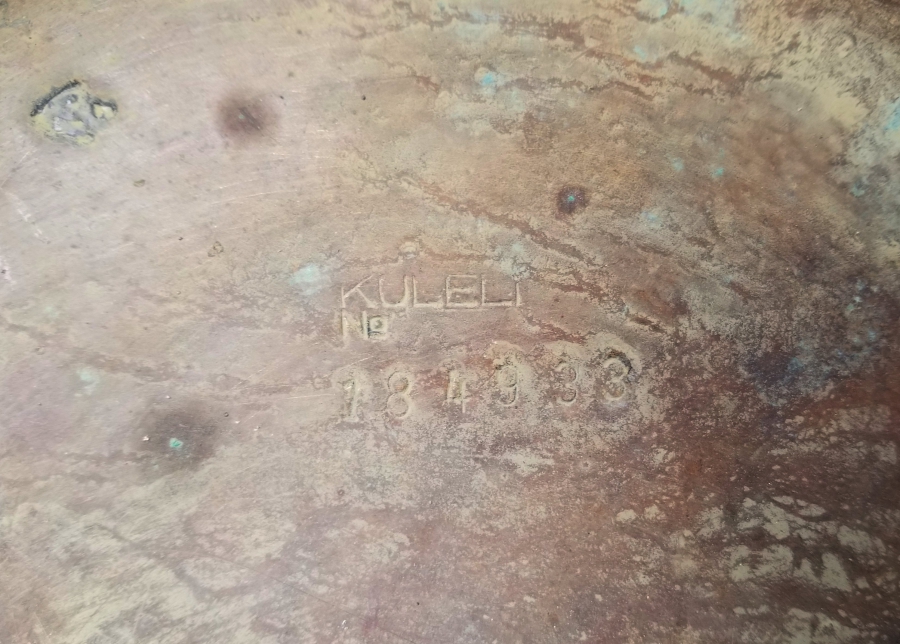 KULELİ
No
184933